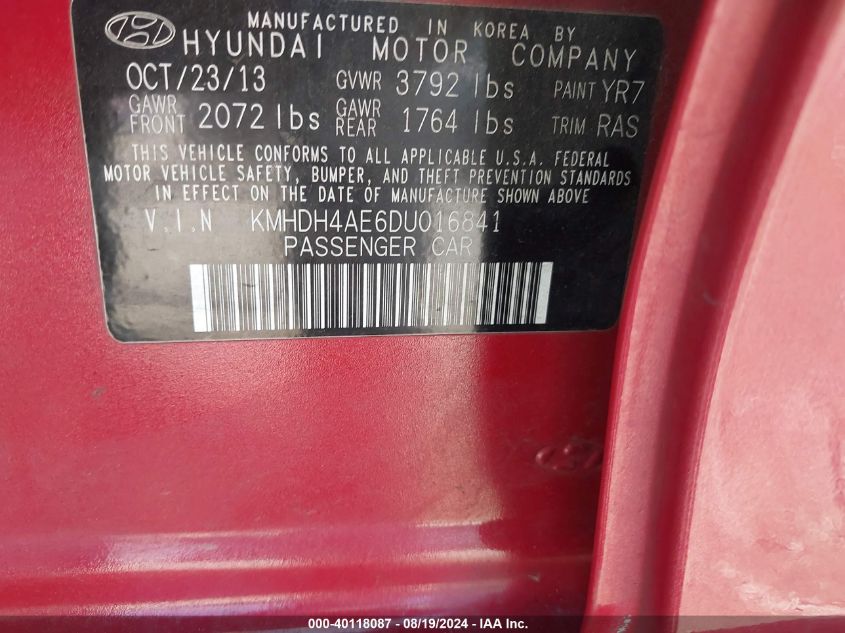 MANUFACTURED IN KOREA BY
HYUNDAI MOTOR COMPANY
OCT/23/13 GVWR 3792 lbs PAINT YR7
GAWR FRONT 2072 lbs GAWR REAR 1764 lbs TRIM RAS
THIS VEHICLE CONFORMS TO ALL APPLICABLE U.S.A. FEDERAL
MOTOR VEHICLE SAFETY, BUMPER, AND THEFT PREVENTION STANDARDS
IN EFFECT ON THE DATE OF MANUFACTURE SHOWN ABOVE
V.I.N KMHDH4AE6DU016841
PASSENGER CAR
000-40118087 - 08/19/2024 - IAA Inc.